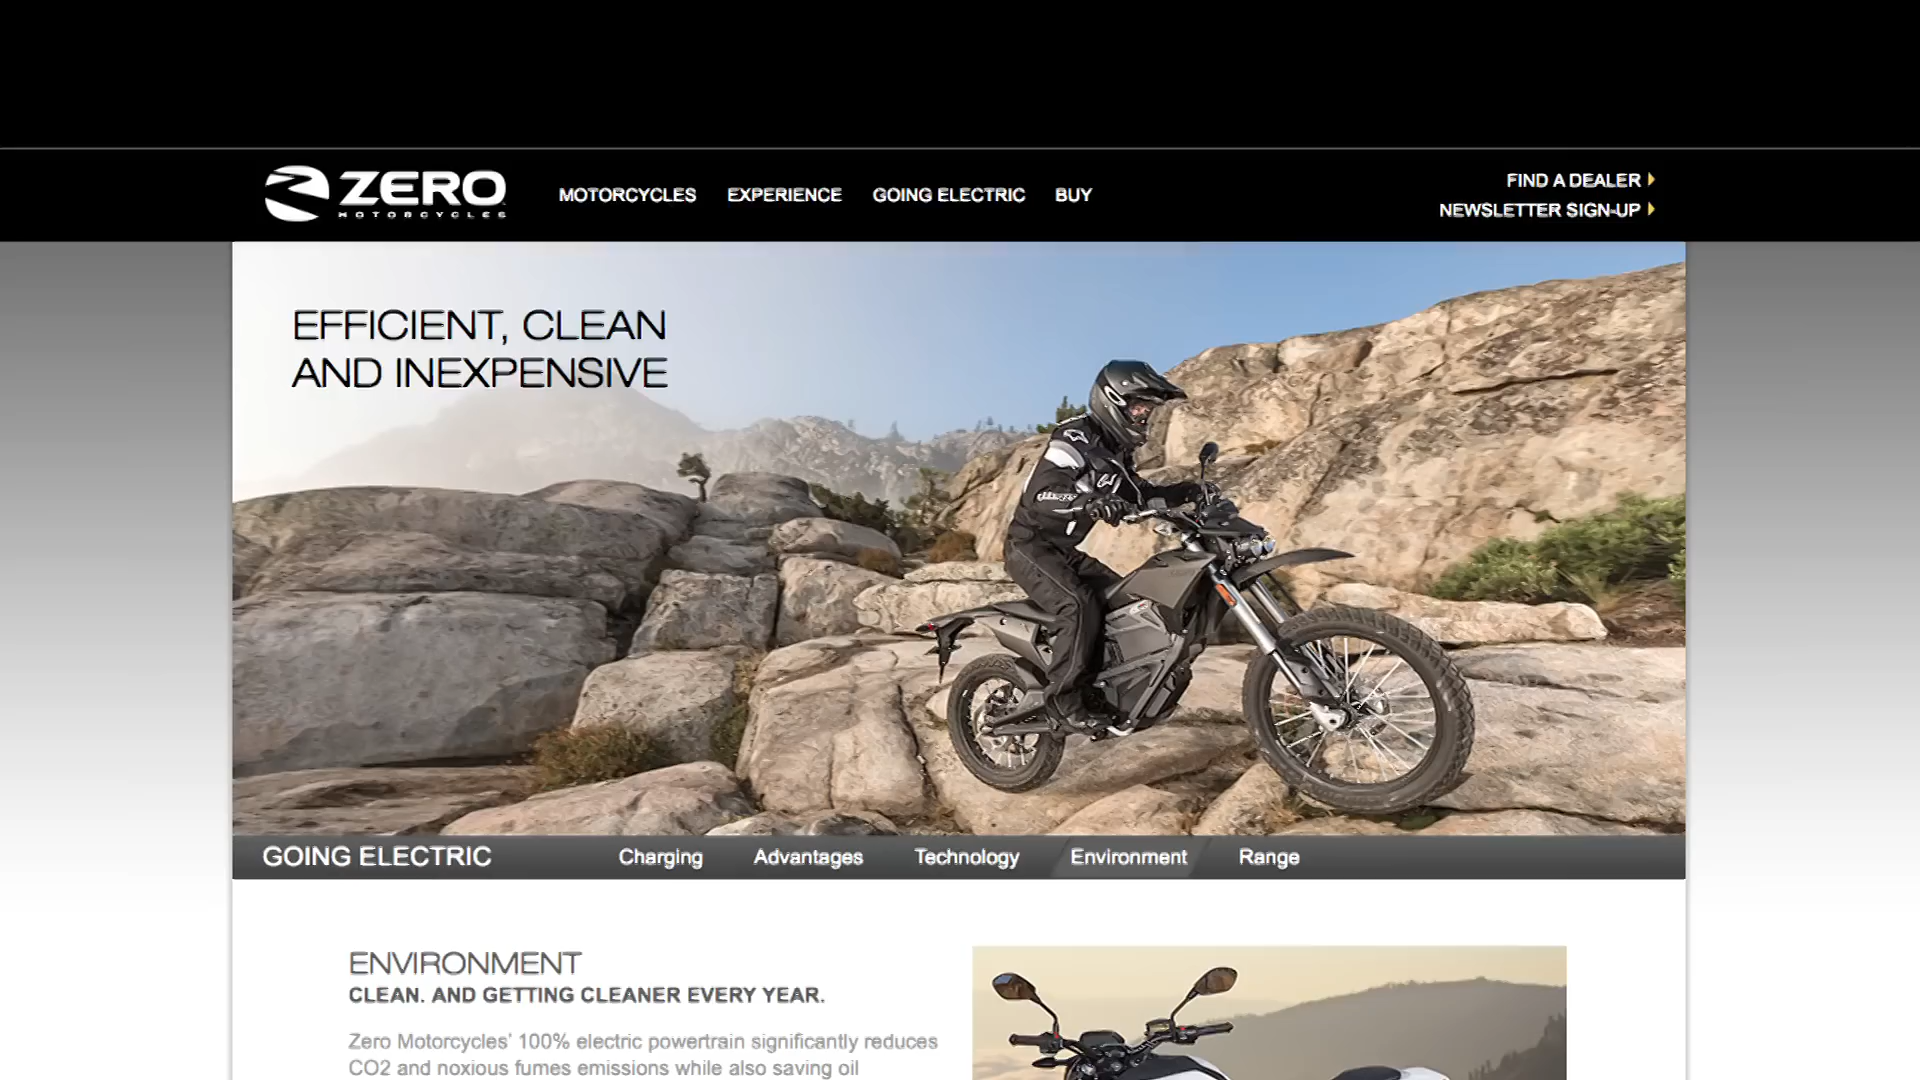 ZERO
MOTORCYCLES
MOTORCYCLES EXPERIENCE GOING ELECTRIC BUY
FIND A DEALER
NEWSLETTER SIGN-UP
EFFICIENT, CLEAN
AND INEXPENSIVE
GOING ELECTRIC Charging Advantages Technology Environment Range
ENVIRONMENT
CLEAN. AND GETTING CLEANER EVERY YEAR.
Zero Motorcycles' 100% electric powertrain significantly reduces
CO2 and noxious fumes emissions while also saving oil